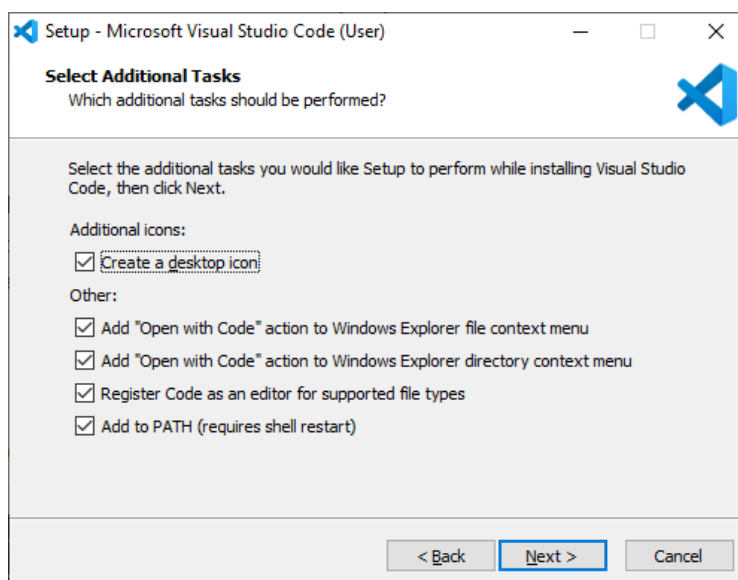 Setup - Microsoft Visual Studio Code (User)
Select Additional Tasks
Which additional tasks should be performed?
Select the additional tasks you would like Setup to perform while installing Visual Studio
Code, then click Next.
Additional icons:
Create a desktop icon
Other:
Add "Open with Code" action to Windows Explorer file context menu
Add "Open with Code" action to Windows Explorer directory context menu
Register Code as an editor for supported file types
Add to PATH (requires shell restart)
< Back Next > Cancel